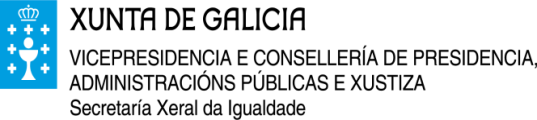 XUNTA DE GALICIA
VICEPRESIDENCIA E CONSELLERÍA DE PRESIDENCIA,
ADMINISTRACIÓNS PÚBLICAS E XUSTIZA
Secretaría Xeral da Igualdade